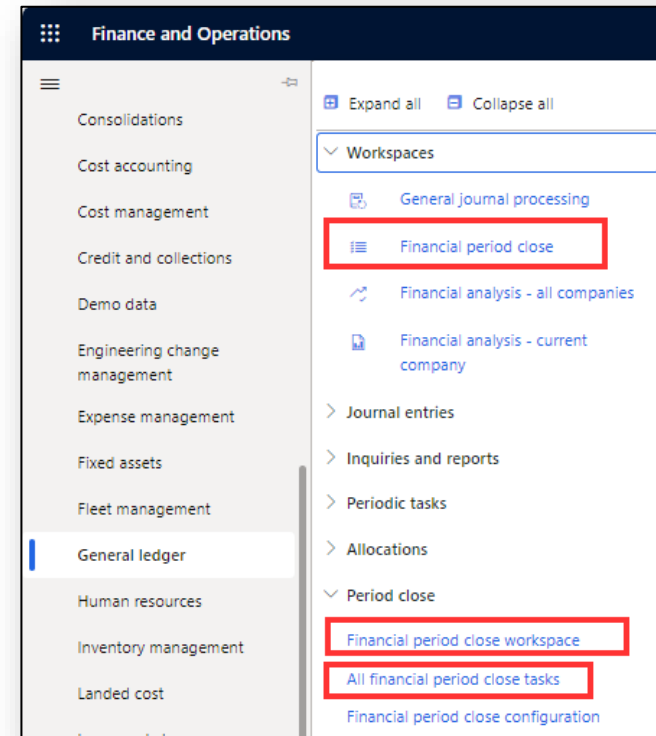 Finance and Operations
Consolidations
Cost accounting
Cost management
Credit and collections
Demo data
Engineering change
management
Expense management
Fixed assets
Fleet management
General ledger
Human resources
Inventory management
Landed cost
Expand all
Collapse all
Workspaces
General journal processing
Financial period close
Financial analysis - all companies
Financial analysis - current
company
Journal entries
Inquiries and reports
Periodic tasks
Allocations
Period close
Financial period close workspace
All financial period close tasks
Financial period close configuration